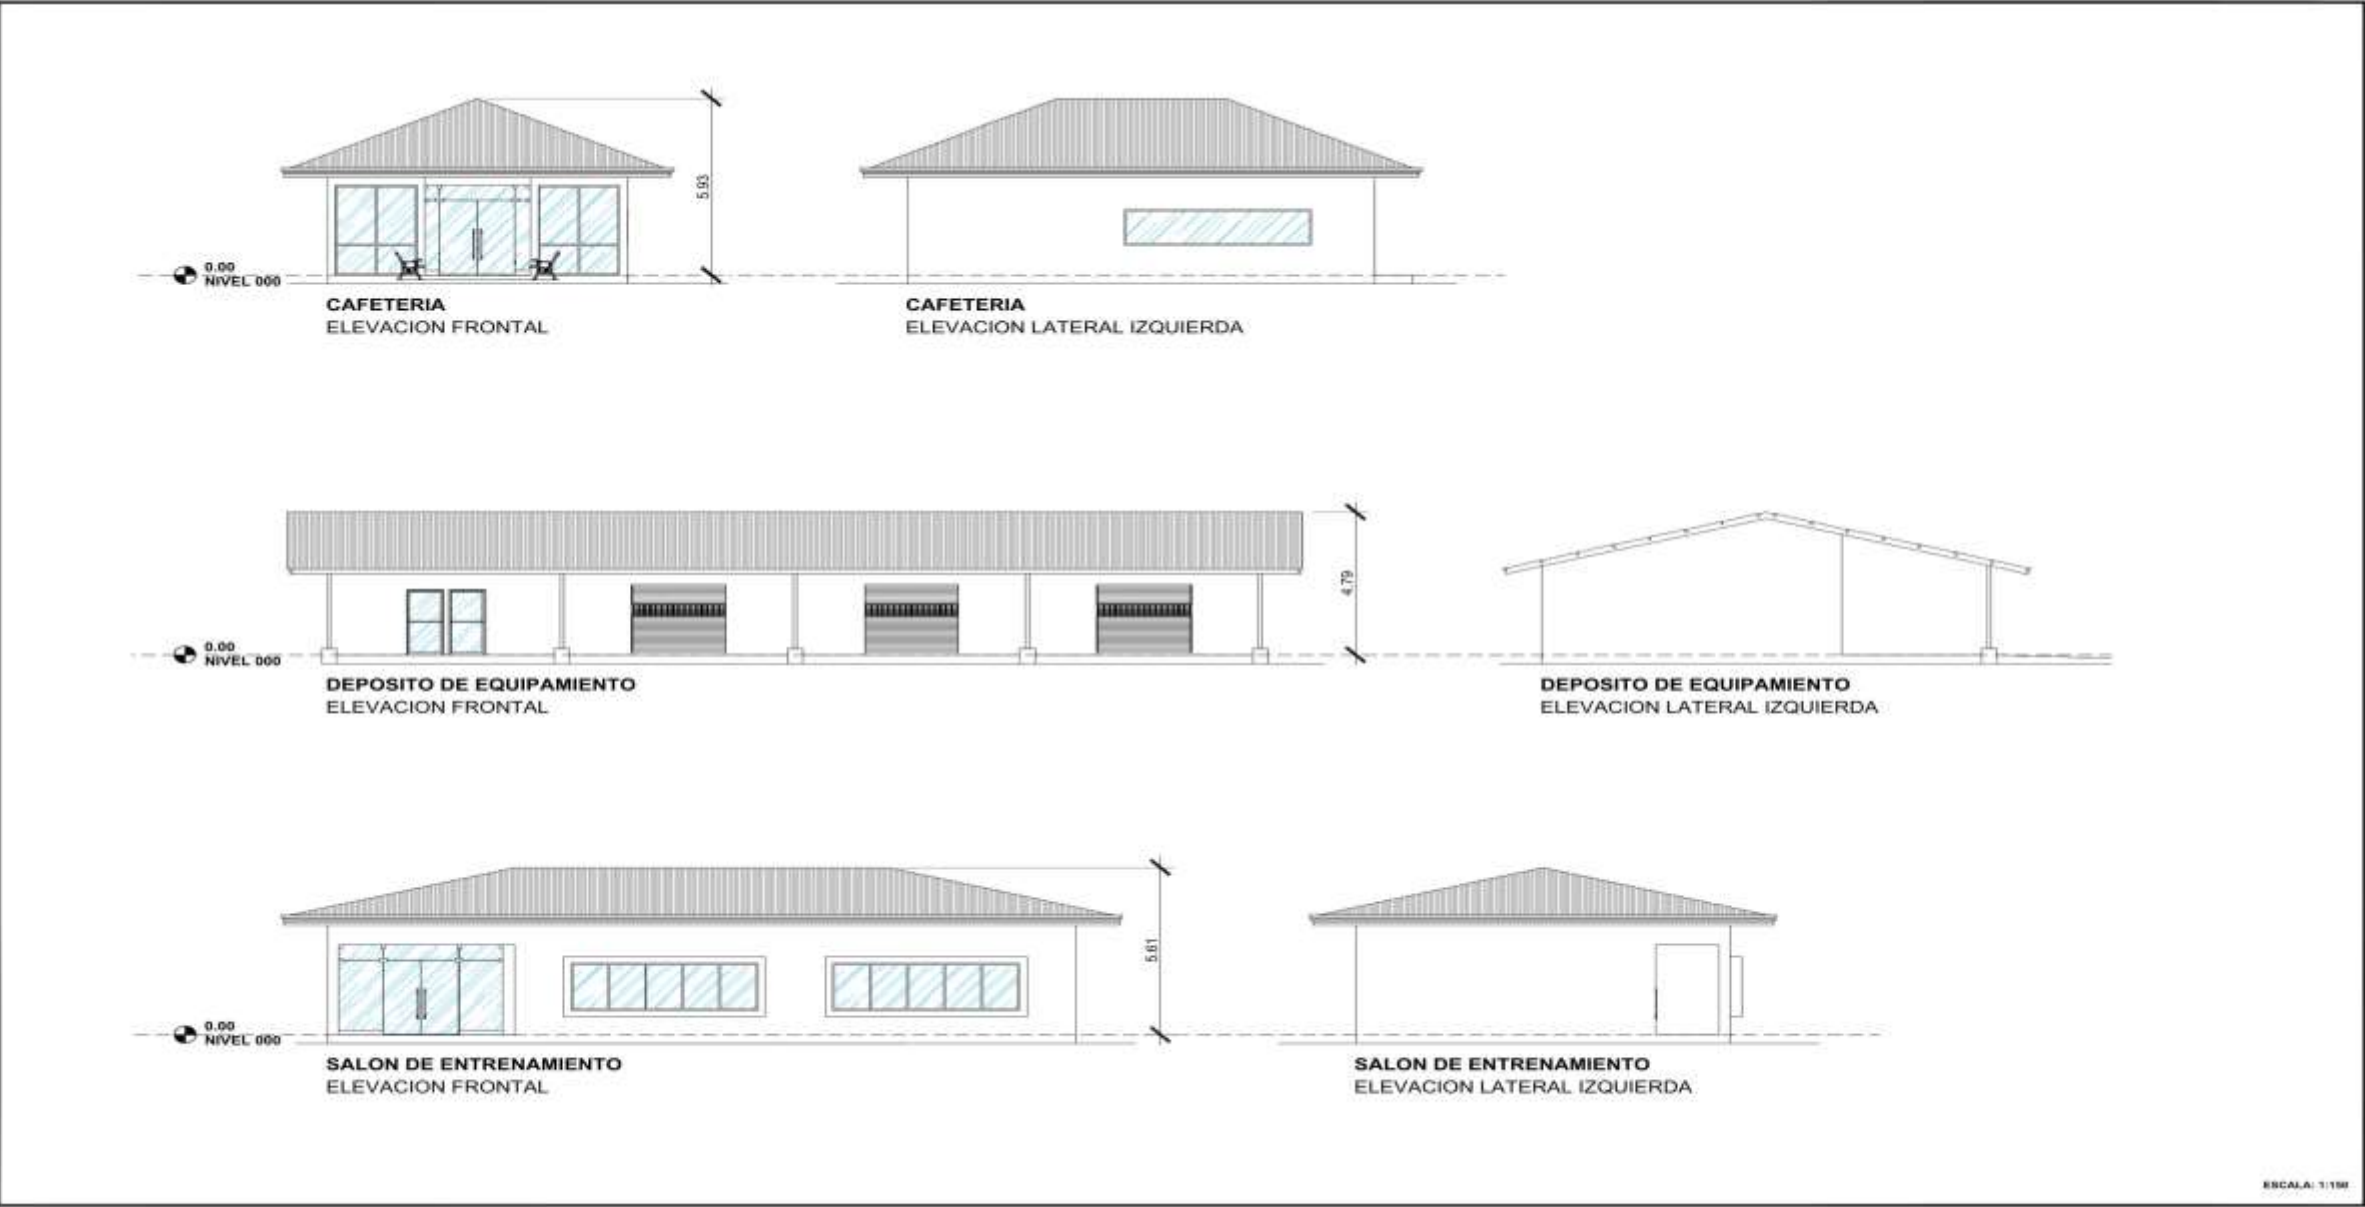 5.93
0.00
NIVEL 000
CAFETERIA
ELEVACION FRONTAL
CAFETERIA
ELEVACION LATERAL IZQUIERDA
4.79
0.00
NIVEL 000
DEPOSITO DE EQUIPAMIENTO
ELEVACION FRONTAL
DEPOSITO DE EQUIPAMIENTO
ELEVACION LATERAL IZQUIERDA
5.61
0.00
NIVEL 000
SALON DE ENTRENAMIENTO
ELEVACION FRONTAL
SALON DE ENTRENAMIENTO
ELEVACION LATERAL IZQUIERDA
ESCALA: 1:150